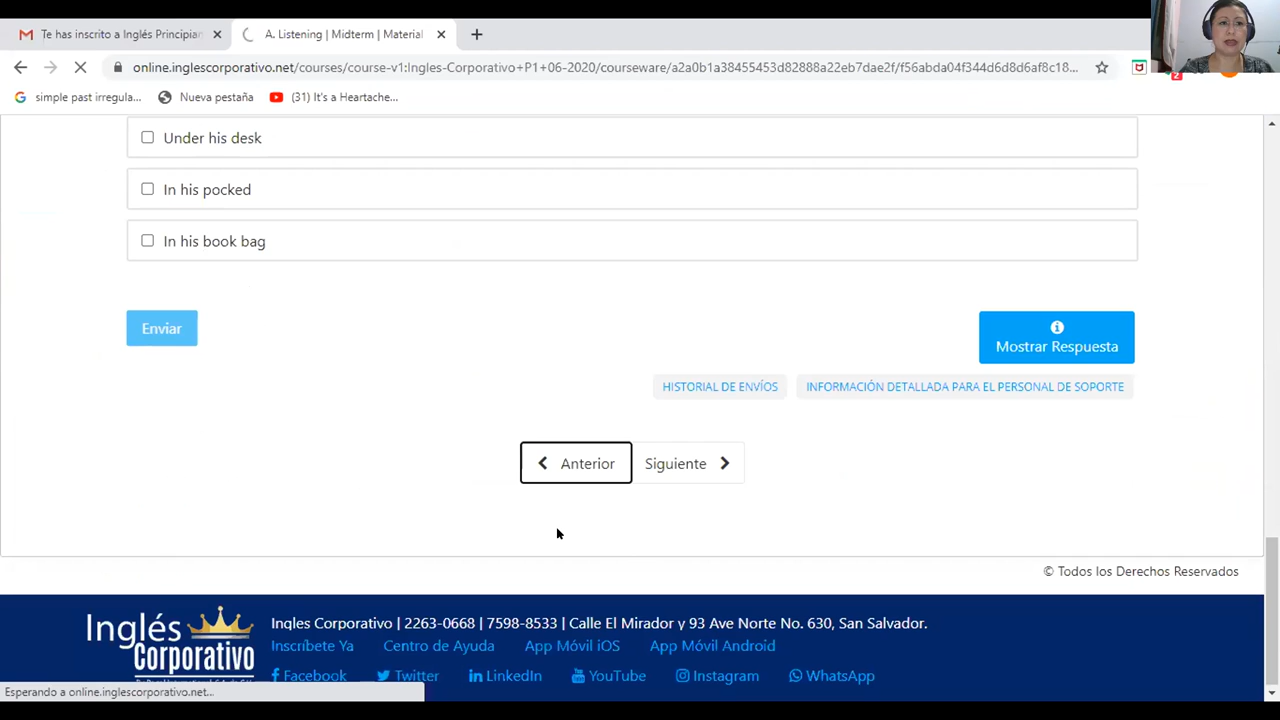 Te has inscrito a Inglés Principian
A. Listening | Midterm | Material
online.inglescorporativo.net/courses/course-v1:Ingles-Corporativo+P1+06-2020/courseware/a2a0b1a38455453d82888a22eb7dae2f/f56abda04f344d6d8d6af8c18...
simple past irregula...
Nueva pestaña
(31) It's a Heartache...
2
Under his desk
In his pocked
In his book bag
Enviar
Mostrar Respuesta
HISTORIAL DE ENVÍOS
INFORMACIÓN DETALLADA PARA EL PERSONAL DE SOPORTE
Anterior
Siguiente
© Todos los Derechos Reservados
Inglés Corporativo
Ingles Corporativo | 2263-0668 | 7598-8533 | Calle El Mirador y 93 Ave Norte No. 630, San Salvador.
Inscríbete Ya
Centro de Ayuda
App Móvil iOS
App Móvil Android
Facebook
Twitter
LinkedIn
YouTube
Instagram
WhatsApp
Esperando a online.inglescorporativo.net...